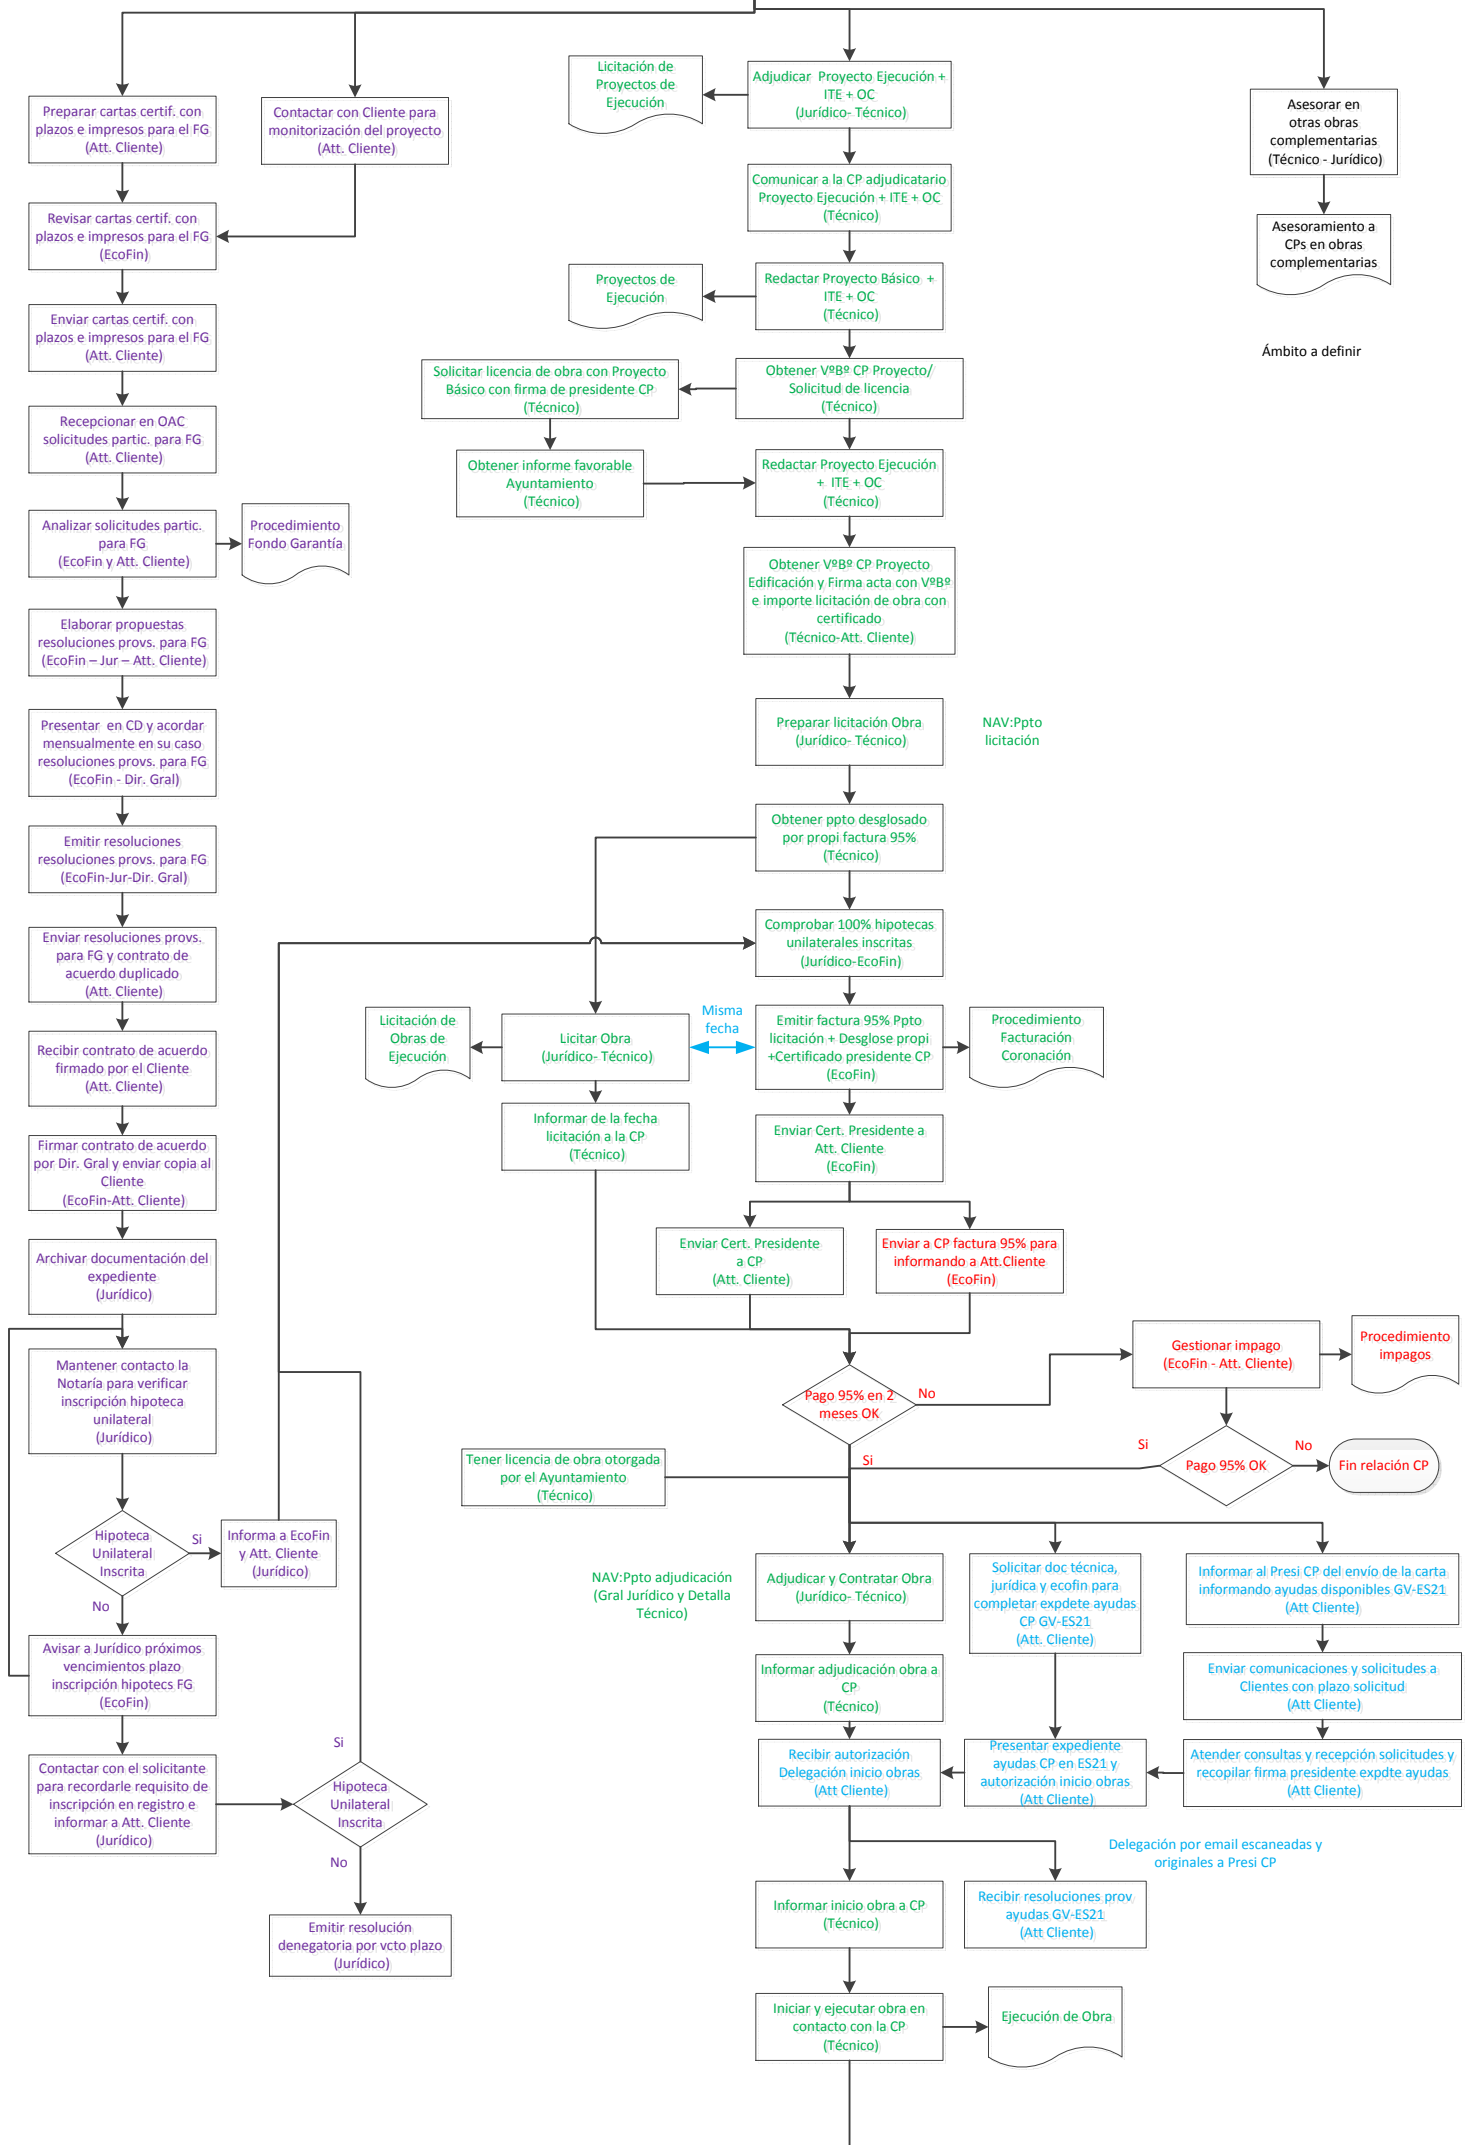 Preparar cartas certif. con
plazos e impresos para el FG
(Att. Cliente)
Contactar con Cliente para
monitorización del proyecto
(Att. Cliente)
Revisar cartas certif. con
plazos e impresos para el FG
(EcoFin)
Enviar cartas certif. con
plazos e impresos para el FG
(Att. Cliente)
Recepcionar en OAC
solicitudes partic. para FG
(Att. Cliente)
Analizar solicitudes partic.
para FG
(EcoFin y Att. Cliente)
Procedimiento
Fondo Garantía
Elaborar propuestas
resoluciones provs. para FG
(EcoFin – Jur – Att. Cliente)
Presentar en CD y acordar
mensualmente en su caso
resoluciones provs. para FG
(EcoFin - Dir. Gral)
Emitir resoluciones
resoluciones provs. para FG
(EcoFin-Jur-Dir. Gral)
Enviar resoluciones provs.
para FG y contrato de
acuerdo duplicado
(Att. Cliente)
Recibir contrato de acuerdo
firmado por el Cliente
(Att. Cliente)
Firmar contrato de acuerdo
por Dir. Gral y enviar copia al
Cliente
(EcoFin-Att. Cliente)
Archivar documentación del
expediente
(Jurídico)
Mantener contacto la
Notaría para verificar
inscripción hipoteca
unilateral
(Jurídico)
Hipoteca
Unilateral
Inscrita
Si
No
Informa a EcoFin
y Att. Cliente
(Jurídico)
Avisar a Jurídico próximos
vencimientos plazo
inscripción hipotecs FG
(EcoFin)
Contactar con el solicitante
para recordarle requisito de
inscripción en registro e
informar a Att. Cliente
(Jurídico)
Si
Hipoteca
Unilateral
Inscrita
No
Emitir resolución
denegatoria por vcto plazo
(Jurídico)
Licitación de
Proyectos de
Ejecución
Adjudicar Proyecto Ejecución +
ITE + OC
(Jurídico- Técnico)
Comunicar a la CP adjudicatario
Proyecto Ejecución + ITE + OC
(Técnico)
Proyectos de
Ejecución
Redactar Proyecto Básico +
ITE + OC
(Técnico)
Solicitar licencia de obra con Proyecto
Básico con firma de presidente CP
(Técnico)
Obtener VºBº CP Proyecto/
Solicitud de licencia
(Técnico)
Obtener informe favorable
Ayuntamiento
(Técnico)
Redactar Proyecto Ejecución
+ ITE + OC
(Técnico)
Obtener VºBº CP Proyecto
Edificación y Firma acta con VºBº
e importe licitación de obra con
certificado
(Técnico-Att. Cliente)
Preparar licitación Obra
(Jurídico- Técnico)
NAV:Ppto
licitación
Obtener ppto desglosado
por propi factura 95%
(Técnico)
Comprobar 100% hipotecas
unilaterales inscritas
(Jurídico-EcoFin)
Licitación de
Obras de
Ejecución
Licitar Obra
(Jurídico- Técnico)
Misma
fecha
Emitir factura 95% Ppto
licitación + Desglose propi
+Certificado presidente CP
(EcoFin)
Procedimiento
Facturación
Coronación
Informar de la fecha
licitación a la CP
(Técnico)
Enviar Cert. Presidente a
Att. Cliente
(EcoFin)
Enviar Cert. Presidente
a CP
(Att. Cliente)
Enviar a CP factura 95% para
informando a Att.Cliente
(EcoFin)
Pago 95% en 2
meses OK
No
Si
Gestionar impago
(EcoFin - Att. Cliente)
Procedimiento
impagos
Si
Pago 95% OK
No
Fin relación CP
Tener licencia de obra otorgada
por el Ayuntamiento
(Técnico)
NAV:Ppto adjudicación
(Gral Jurídico y Detalla
Técnico)
Adjudicar y Contratar Obra
(Jurídico- Técnico)
Solicitar doc técnica,
jurídica y ecofin para
completar expdete ayudas
CP GV-ES21
(Att. Cliente)
Informar al Presi CP del envío de la carta
informando ayudas disponibles GV-ES21
(Att Cliente)
Informar adjudicación obra a
CP
(Técnico)
Enviar comunicaciones y solicitudes a
Clientes con plazo solicitud
(Att Cliente)
Recibir autorización
Delegación inicio obras
(Att Cliente)
Presentar expediente
ayudas CP en ES21 y
autorización inicio obras
(Att Cliente)
Atender consultas y recepción solicitudes y
recopilar firma presidente expdte ayudas
(Att Cliente)
Delegación por email escaneadas y
originales a Presi CP
Informar inicio obra a CP
(Técnico)
Recibir resoluciones prov
ayudas GV-ES21
(Att Cliente)
Iniciar y ejecutar obra en
contacto con la CP
(Técnico)
Ejecución de Obra
Asesorar en
otras obras
complementarias
(Técnico - Jurídico)
Asesoramiento a
CPs en obras
complementarias
Ámbito a definir